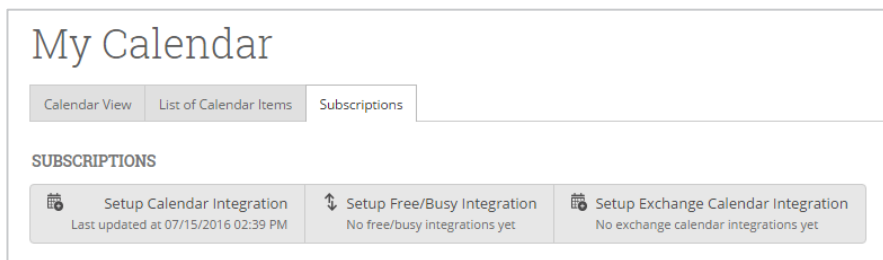 My Calendar
Calendar View List of Calendar Items Subscriptions
SUBSCRIPTIONS
Setup Calendar Integration Setup Free/Busy Integration Setup Exchange Calendar Integration
Last updated at 07/15/2016 02:39 PM No free/busy integrations yet No exchange calendar integrations yet